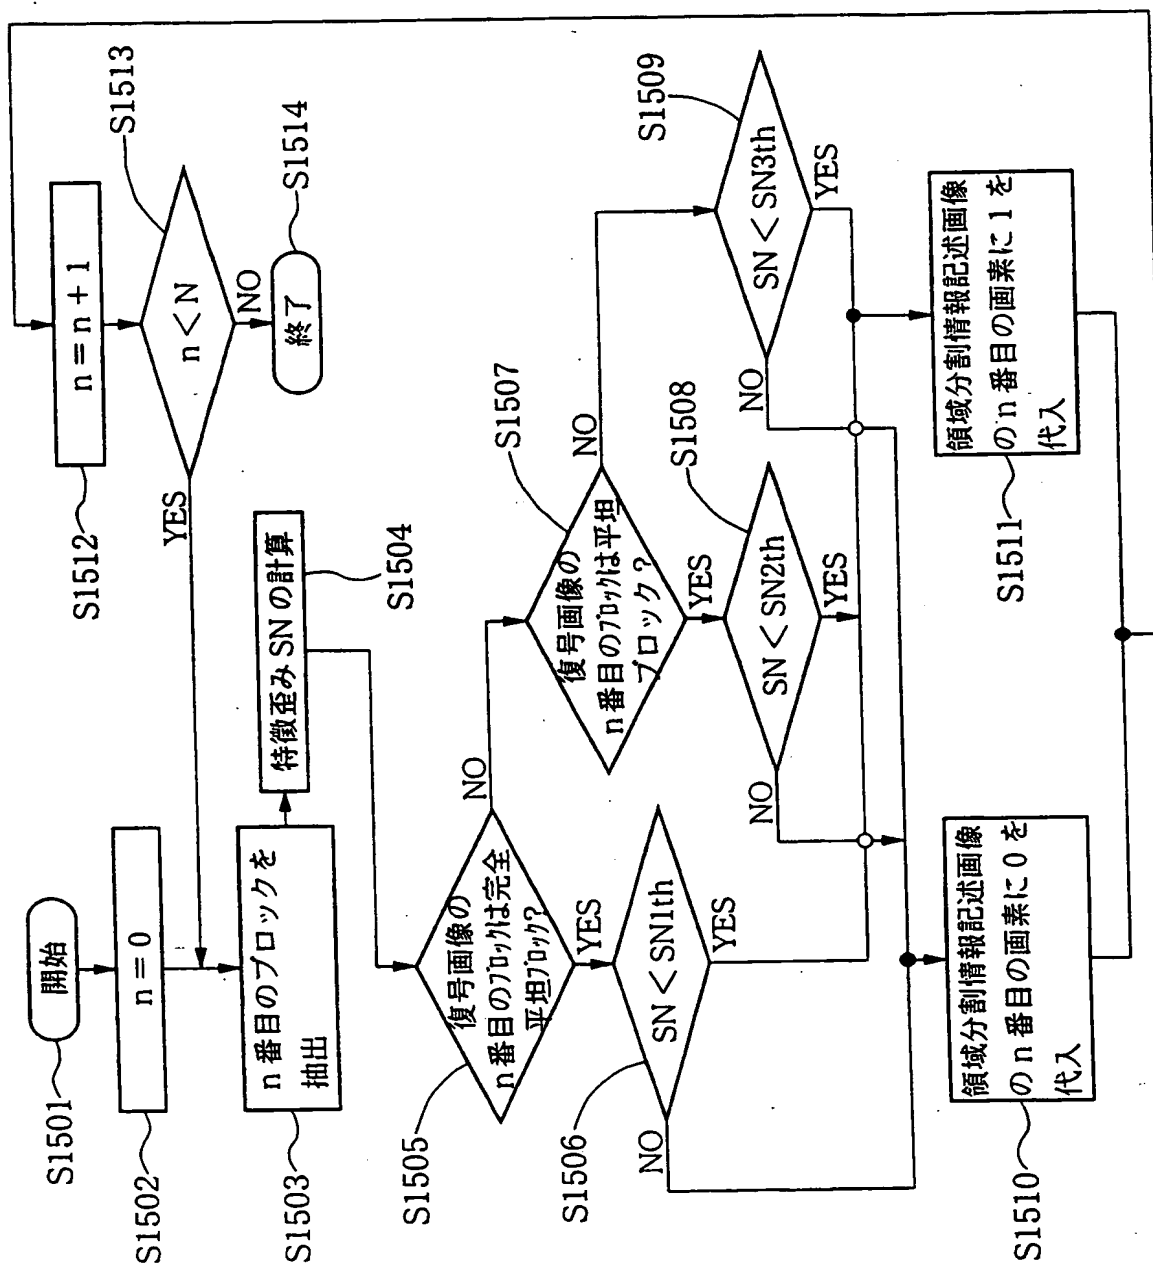 S1501
開始
S1502
n=0
S1503
n番目のブロックを
抽出
特徴歪みSNの計算
S1504
S1505
復号画像の
n番目のブロックは完全
平坦ブロック?
NO
YES
S1506
SN<SN1th
NO
YES
S1507
復号画像の
n番目のブロックは平坦
ブロック?
NO
YES
S1508
SN<SN2th
NO
YES
S1509
SN<SN3th
NO
YES
S1510
領域分割情報記述画像
のn番目の画素に0を
代入
S1511
領域分割情報記述画像
のn番目の画素に1を
代入
S1512
n=n+1
S1513
n<N
YES
NO
S1514
終了